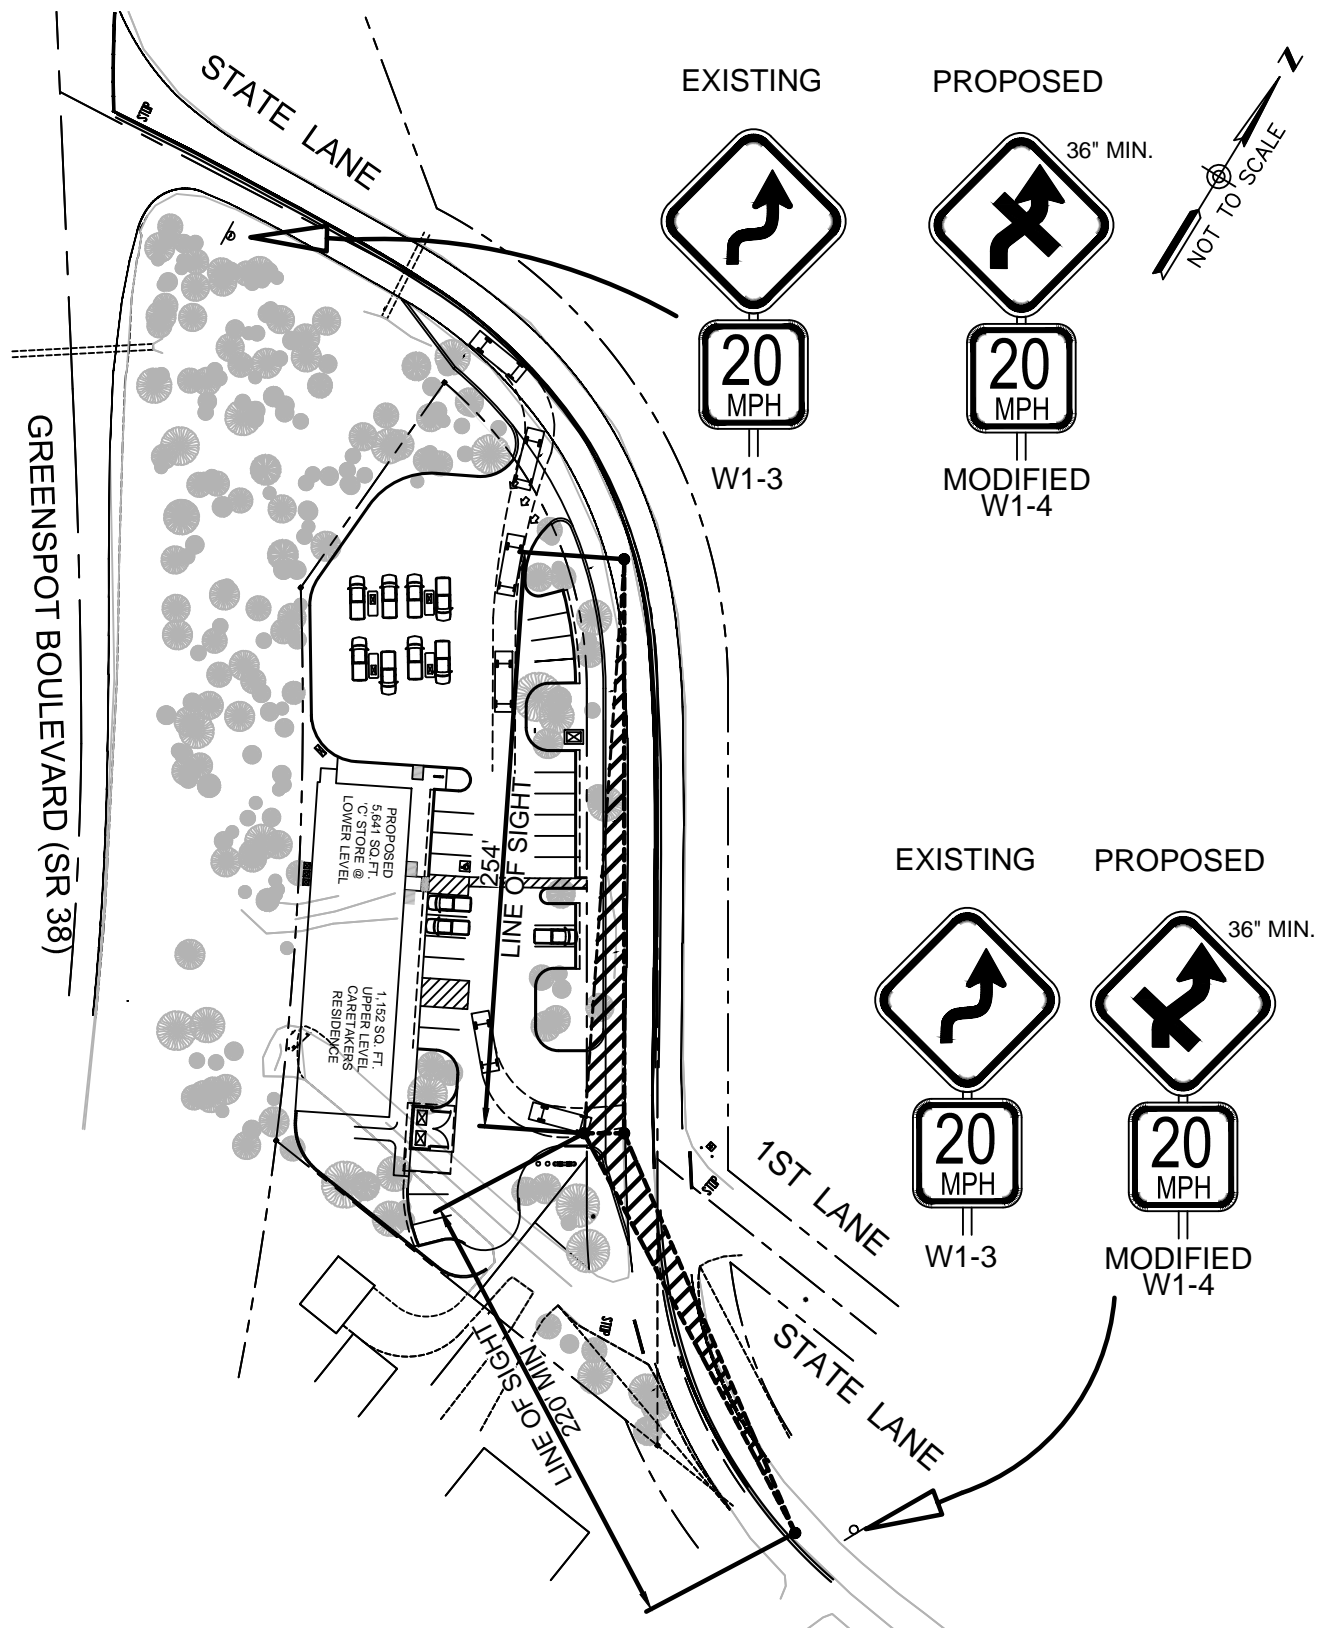 EXISTING
PROPOSED
36" MIN.
20
MPH
W1-3
20
MPH
MODIFIED
W1-4
N
NOT TO SCALE
STATE LANE
STOP
GREENSPOT BOULEVARD (SR 38)
PROPOSED
5,641 SQ.FT.
'C' STORE @
LOWER LEVEL
1,152 SQ. FT.
UPPER LEVEL
CARETAKERS
RESIDENCE
254'
LINE OF SIGHT
EXISTING
PROPOSED
36" MIN.
20
MPH
W1-3
20
MPH
MODIFIED
W1-4
1ST LANE
STOP
STATE LANE
STOP
LINE OF SIGHT
220' MIN